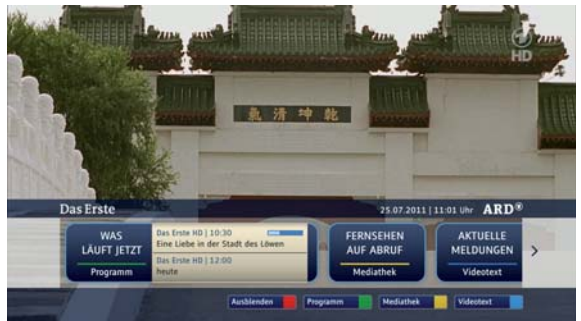 HD
氣清坤乾
Das Erste
25.07.2011 | 11:01 Uhr ARD®
WAS
LÄUFT JETZT
Programm
Das Erste HD | 10:30
Eine Liebe in der Stadt des Löwen
Das Erste HD | 12:00
heute
FERNSEHEN
AUF ABRUF
Mediathek
AKTUELLE
MELDUNGEN
Videotext
Ausblenden Programm Mediathek Videotext